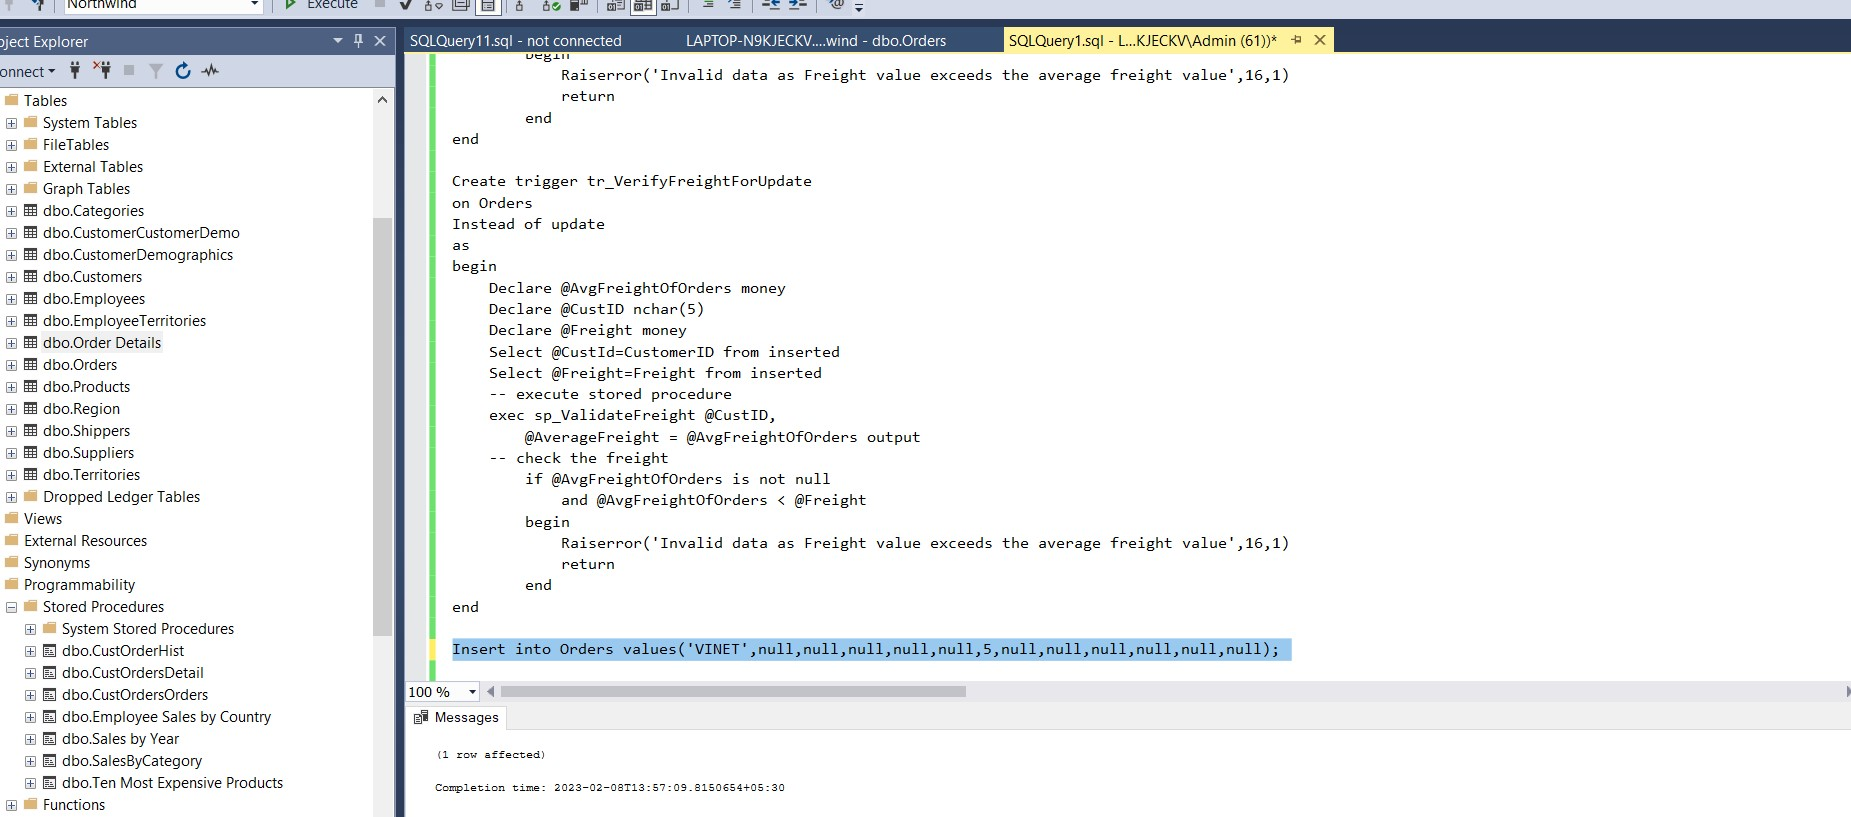 Northwind
Execute
ject Explorer
onnect
Tables
System Tables
FileTables
External Tables
Graph Tables
dbo.Categories
dbo.CustomerCustomerDemo
dbo.CustomerDemographics
dbo.Customers
dbo.Employees
dbo.EmployeeTerritories
dbo.Order Details
dbo.Orders
dbo.Products
dbo.Region
dbo.Shippers
dbo.Suppliers
dbo.Territories
Dropped Ledger Tables
Views
External Resources
Synonyms
Programmability
Stored Procedures
System Stored Procedures
dbo.CustOrderHist
dbo.CustOrdersDetail
dbo.CustOrdersOrders
dbo.Employee Sales by Country
dbo.Sales by Year
dbo.SalesByCategory
dbo.Ten Most Expensive Products
Functions
SQLQuery11.sql - not connected
LAPTOP-N9KJECKV....wind - dbo.Orders
SQLQuery1.sql - L...KJECKV\Admin (61))*
begin
Raiserror('Invalid data as Freight value exceeds the average freight value',16,1)
return
end
end
Create trigger tr_VerifyFreightForUpdate
on Orders
Instead of update
as
begin
Declare @AvgFreightOfOrders money
Declare @CustID nchar(5)
Declare @Freight money
Select @CustId=CustomerID from inserted
Select @Freight=Freight from inserted
-- execute stored procedure
exec sp_ValidateFreight @CustID,
@AverageFreight = @AvgFreightOfOrders output
-- check the freight
if @AvgFreightOfOrders is not null
and @AvgFreightOfOrders < @Freight
begin
Raiserror('Invalid data as Freight value exceeds the average freight value',16,1)
return
end
end
Insert into Orders values('VINET',null,null,null,null,null,5,null,null,null,null,null,null);
100 %
Messages
(1 row affected)
Completion time: 2023-02-08T13:57:09.8150654+05:30